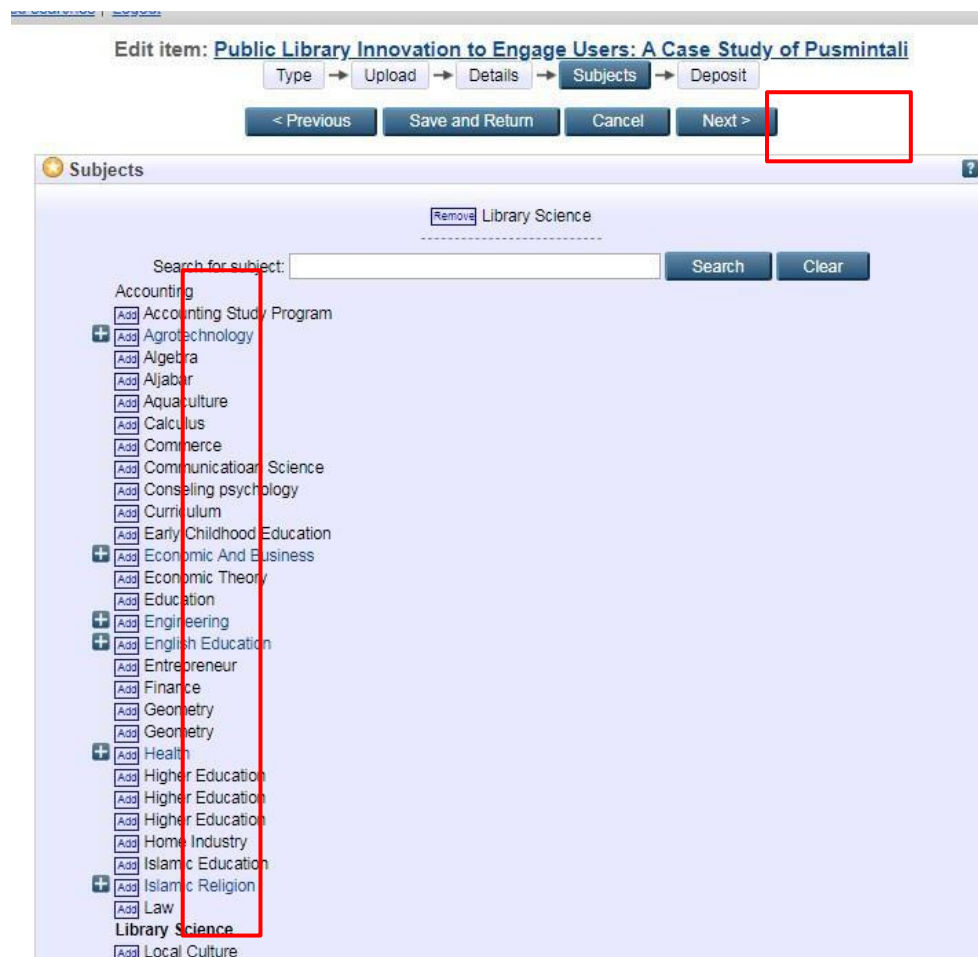 Logout
Edit item: Public Library Innovation to Engage Users: A Case Study of Pusmintali
Type Upload Details Subjects Deposit
< Previous Save and Return Cancel Next >
Subjects ?
Remove Library Science
Search for subject: Search Clear
Accounting
Add Accounting Study Program
+ Add Agrotechnology
Add Algebra
Add Aljabar
Add Aquaculture
Add Calculus
Add Commerce
Add Communicatioan Science
Add Conseling psychology
Add Curriculum
Add Early Childhood Education
+ Add Economic And Business
Add Economic Theory
Add Education
+ Add Engineering
+ Add English Education
Add Entrepreneur
Add Finance
Add Geometry
Add Geometry
+ Add Health
Add Higher Education
Add Higher Education
Add Higher Education
Add Home Industry
Add Islamic Education
+ Add Islamic Religion
Add Law
Library Science
Add Local Culture